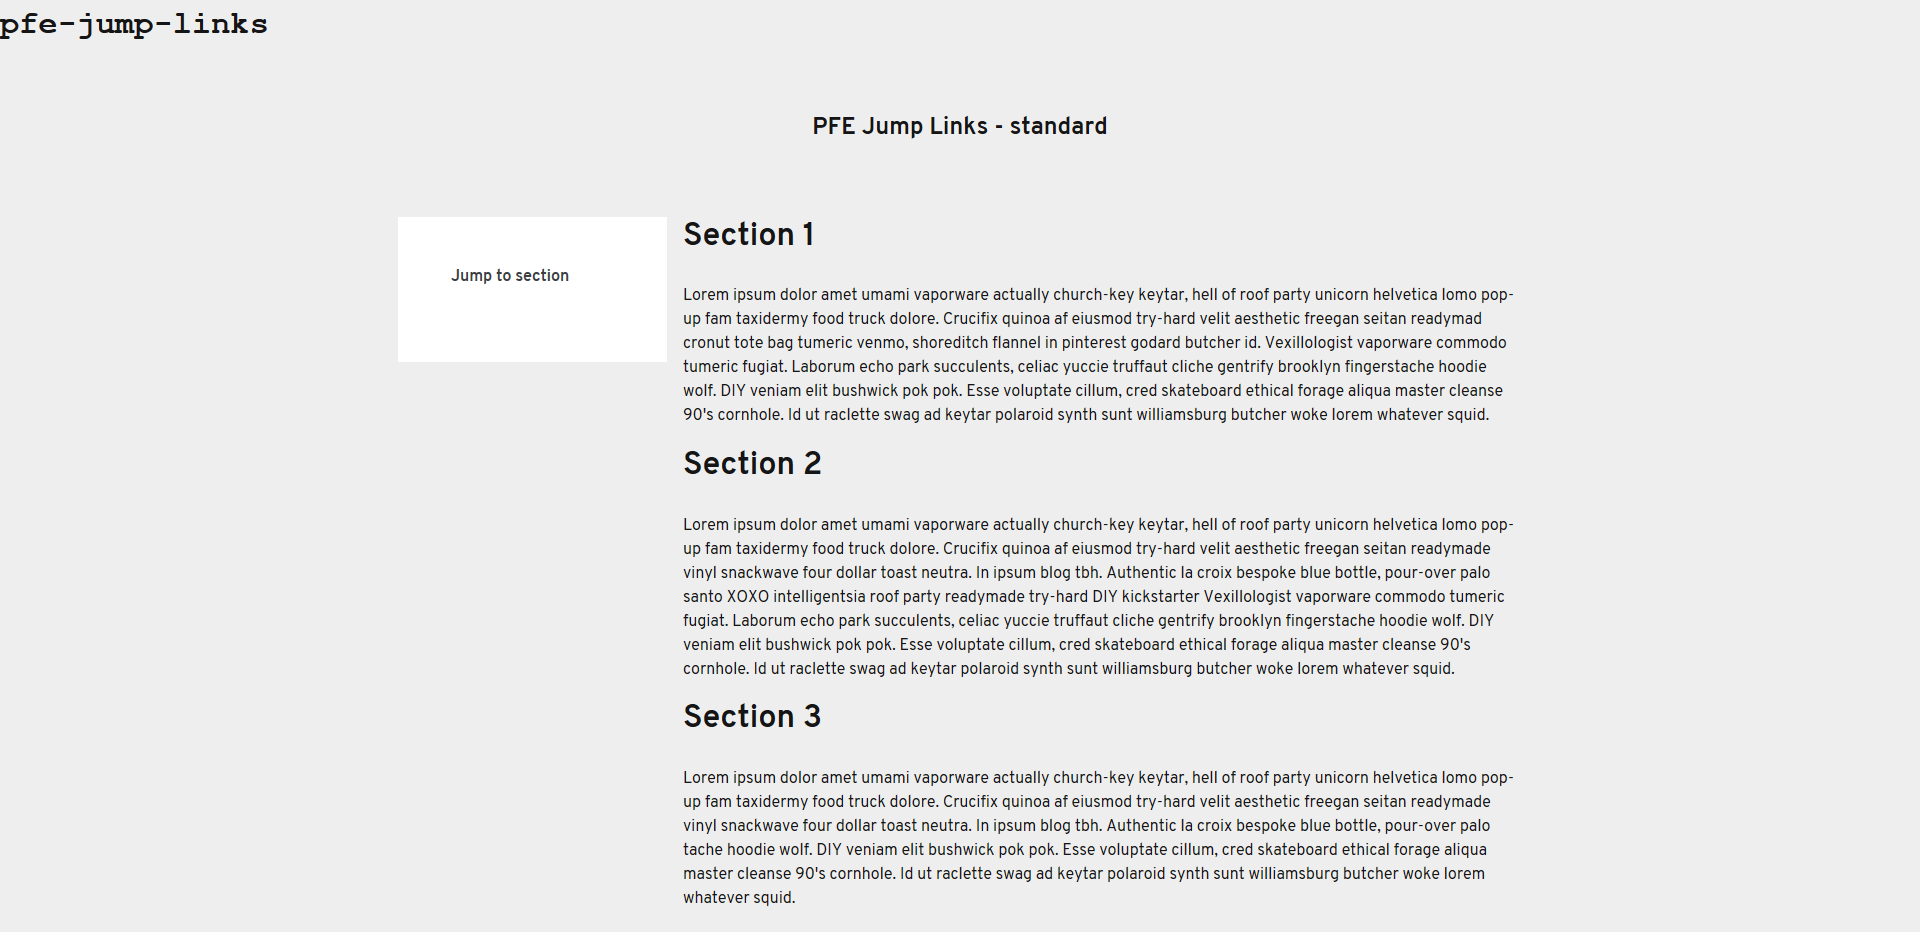 pfe-jump-links
PFE Jump Links - standard
Jump to section
Section 1
Lorem ipsum dolor amet umami vaporware actually church-key keytar, hell of roof party unicorn helvetica lomo pop-
up fam taxidermy food truck dolore. Crucifix quinoa af eiusmod try-hard velit aesthetic freegan seitan readymad
cronut tote bag tumeric venmo, shoreditch flannel in pinterest godard butcher id. Vexillologist vaporware commodo
tumeric fugiat. Laborum echo park succulents, celiac yuccie truffaut cliche gentrify brooklyn fingerstache hoodie
wolf. DIY veniam elit bushwick pok pok. Esse voluptate cillum, cred skateboard ethical forage aliqua master cleanse
90's cornhole. Id ut raclette swag ad keytar polaroid synth sunt williamsburg butcher woke lorem whatever squid.
Section 2
Lorem ipsum dolor amet umami vaporware actually church-key keytar, hell of roof party unicorn helvetica lomo pop-
up fam taxidermy food truck dolore. Crucifix quinoa af eiusmod try-hard velit aesthetic freegan seitan readymade
vinyl snackwave four dollar toast neutra. In ipsum blog tbh. Authentic la croix bespoke blue bottle, pour-over palo
santo XOXO intelligentsia roof party readymade try-hard DIY kickstarter Vexillologist vaporware commodo tumeric
fugiat. Laborum echo park succulents, celiac yuccie truffaut cliche gentrify brooklyn fingerstache hoodie wolf. DIY
veniam elit bushwick pok pok. Esse voluptate cillum, cred skateboard ethical forage aliqua master cleanse 90's
cornhole. Id ut raclette swag ad keytar polaroid synth sunt williamsburg butcher woke lorem whatever squid.
Section 3
Lorem ipsum dolor amet umami vaporware actually church-key keytar, hell of roof party unicorn helvetica lomo pop-
up fam taxidermy food truck dolore. Crucifix quinoa af eiusmod try-hard velit aesthetic freegan seitan readymade
vinyl snackwave four dollar toast neutra. In ipsum blog tbh. Authentic la croix bespoke blue bottle, pour-over palo
tache hoodie wolf. DIY veniam elit bushwick pok pok. Esse voluptate cillum, cred skateboard ethical forage aliqua
master cleanse 90's cornhole. Id ut raclette swag ad keytar polaroid synth sunt williamsburg butcher woke lorem
whatever squid.